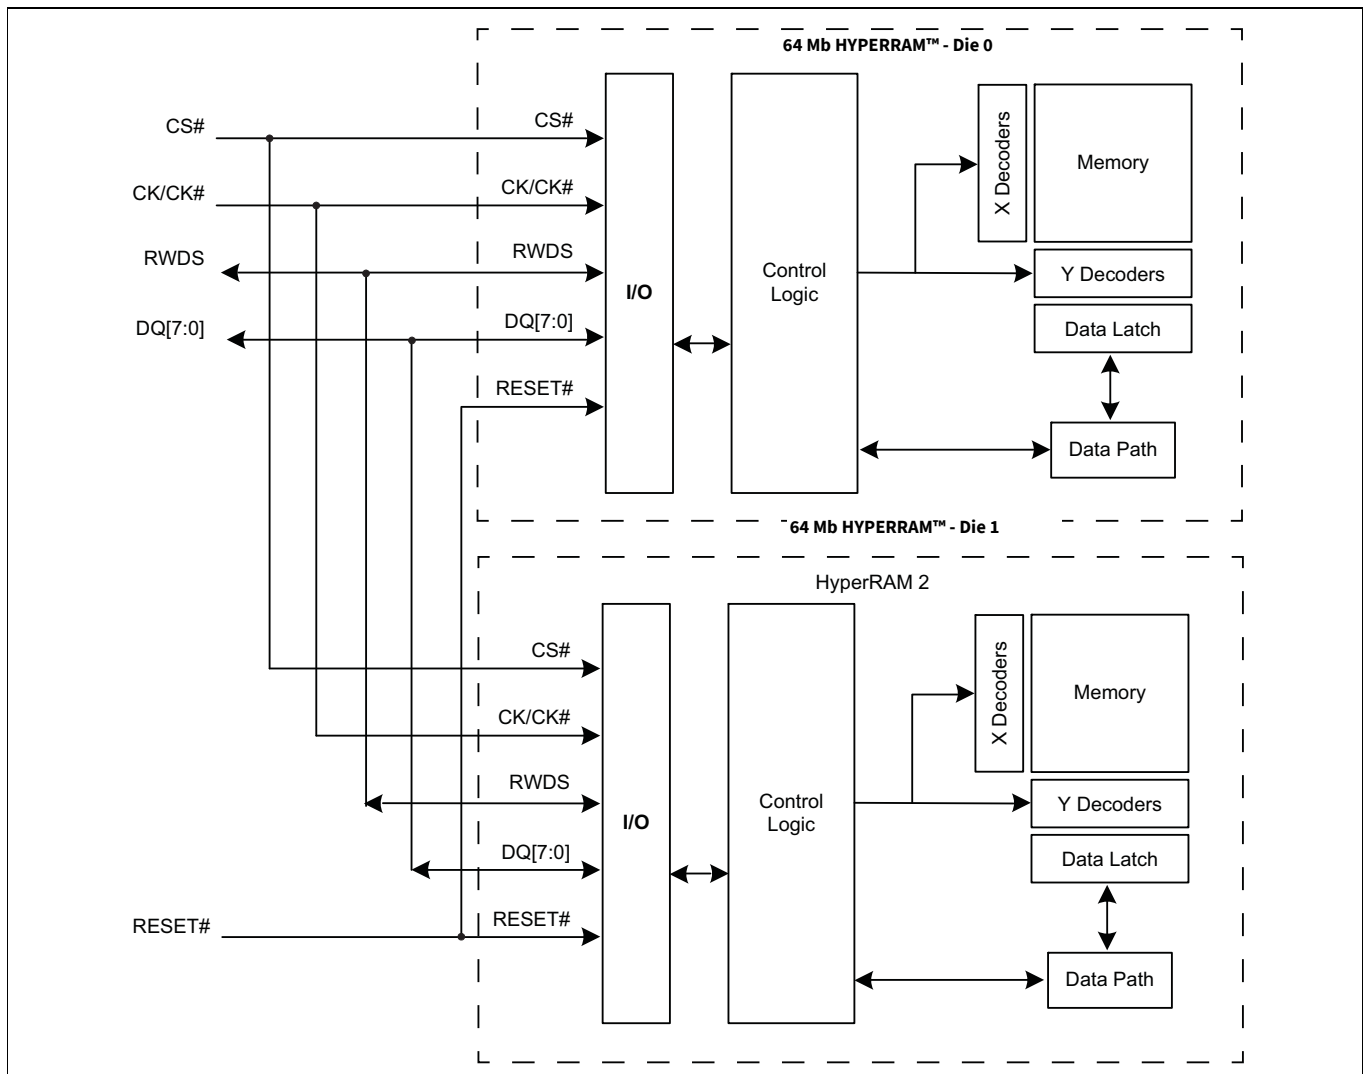 64 Mb HYPERRAM™ - Die 0
CS#
CS#
CK/CK#
CK/CK#
RWDS
RWDS
DQ[7:0]
DQ[7:0]
RESET#
I/O
Control
Logic
X Decoders
Memory
Y Decoders
Data Latch
Data Path
64 Mb HYPERRAM™ - Die 1
HyperRAM 2
CS#
CK/CK#
RWDS
DQ[7:0]
RESET#
RESET#
I/O
Control
Logic
X Decoders
Memory
Y Decoders
Data Latch
Data Path